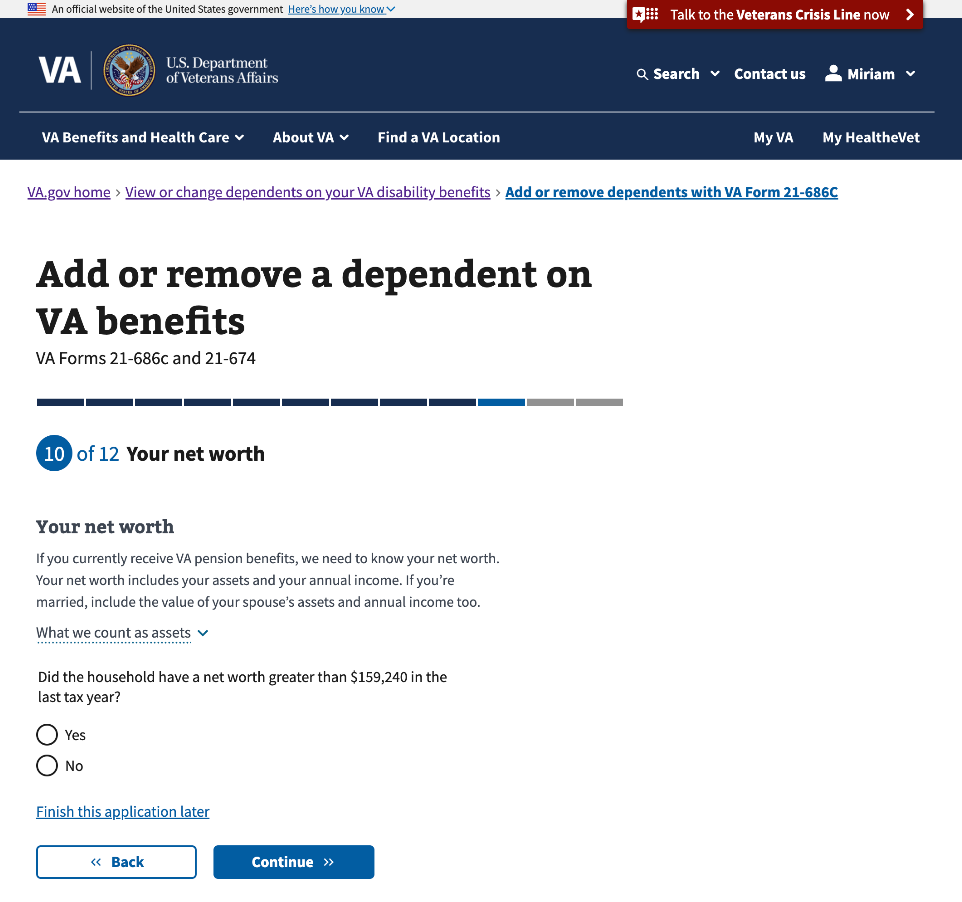 An official website of the United States government Here's how you know
Talk to the Veterans Crisis Line now
VA
U.S. Department
of Veterans Affairs
Search Contact us Miriam
VA Benefits and Health Care About VA Find a VA Location My VA My HealtheVet
VA.gov home › View or change dependents on your VA disability benefits › Add or remove dependents with VA Form 21-686C
Add or remove a dependent on
VA benefits
VA Forms 21-686c and 21-674
10 of 12 Your net worth
Your net worth
If you currently receive VA pension benefits, we need to know your net worth.
Your net worth includes your assets and your annual income. If you’re
married, include the value of your spouse’s assets and annual income too.
What we count as assets
Did the household have a net worth greater than $159,240 in the
last tax year?
Yes
No
Finish this application later
« Back
Continue »